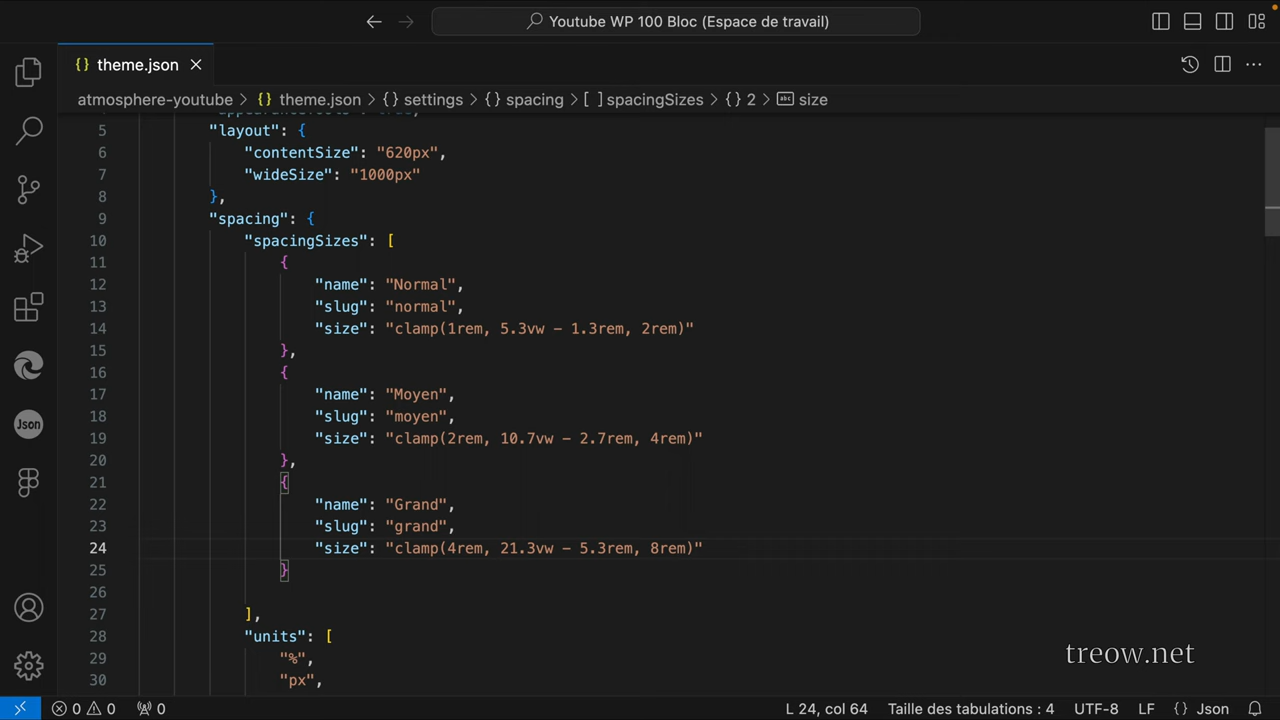 Youtube WP 100 Bloc (Espace de travail)
{} theme.json
atmosphere-youtube > {} theme.json > {} settings > {} spacing > [ ] spacingSizes > {} 2 > abc size
5 "layout": {
6 "contentSize": "620px",
7 "wideSize": "1000px"
8 },
9 "spacing": {
10 "spacingSizes": [
11 {
12 "name": "Normal",
13 "slug": "normal",
14 "size": "clamp(1rem, 5.3vw - 1.3rem, 2rem)"
15 },
16 {
17 "name": "Moyen",
18 "slug": "moyen",
19 "size": "clamp(2rem, 10.7vw - 2.7rem, 4rem)"
20 },
21 {
22 "name": "Grand",
23 "slug": "grand",
24 "size": "clamp(4rem, 21.3vw - 5.3rem, 8rem)"
25 }
26
27 ],
28 "units": [
29 "%",
30 "px",
Json
treow.net
0 0 0 L 24, col 64 Taille des tabulations : 4 UTF-8 LF {} Json